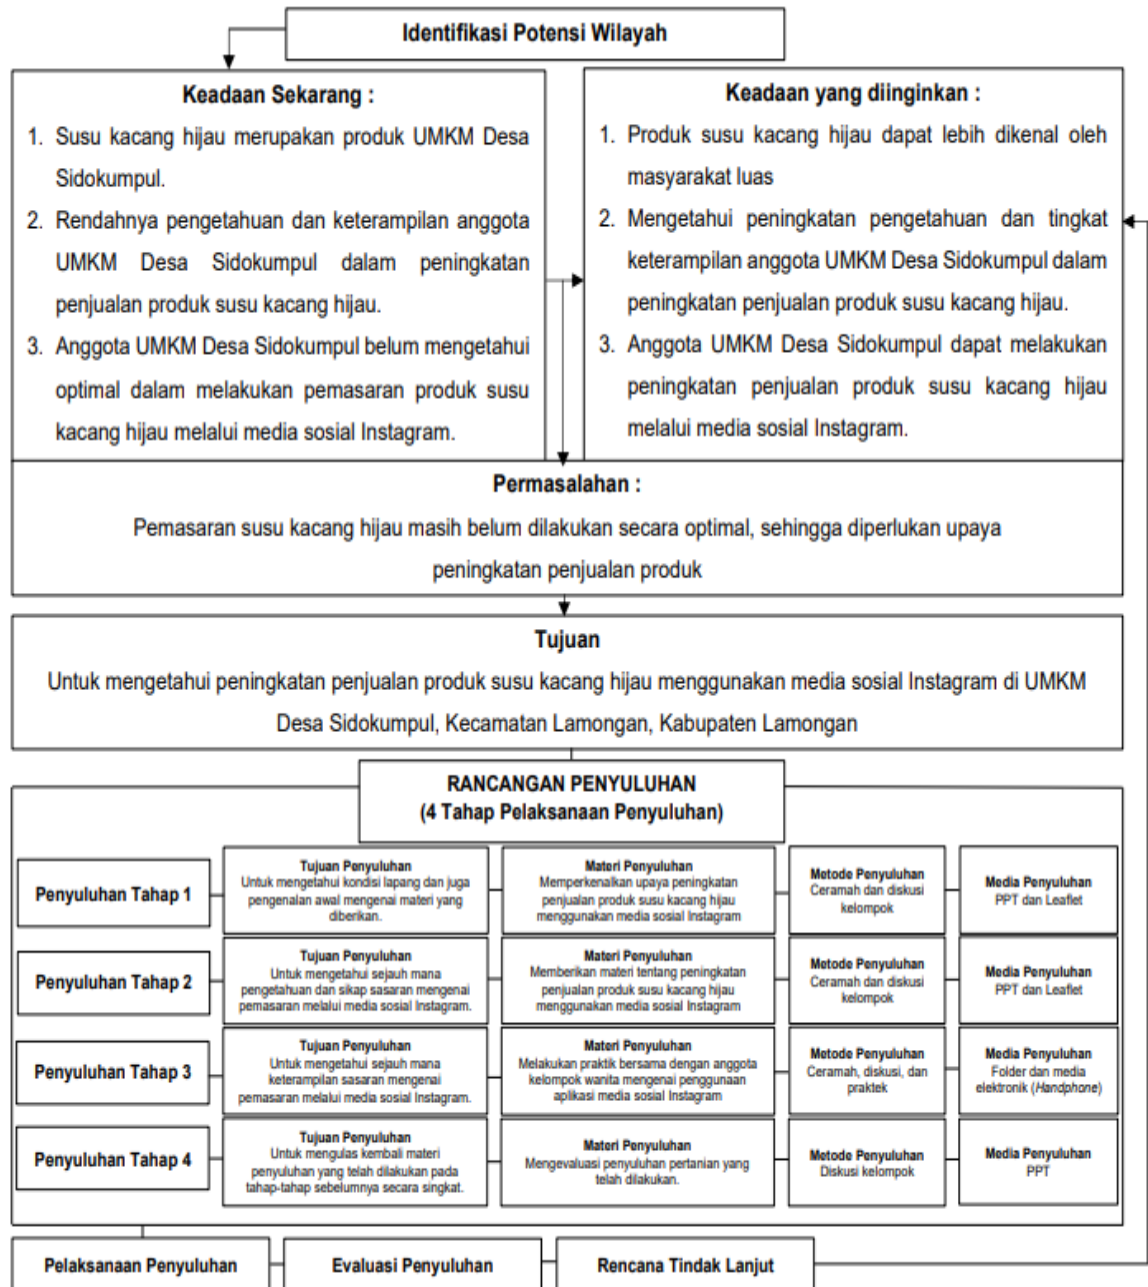 Identifikasi Potensi Wilayah
Keadaan Sekarang :
1. Susu kacang hijau merupakan produk UMKM Desa
Sidokumpul.
2. Rendahnya pengetahuan dan keterampilan anggota
UMKM Desa Sidokumpul dalam peningkatan
penjualan produk susu kacang hijau.
3. Anggota UMKM Desa Sidokumpul belum mengetahui
optimal dalam melakukan pemasaran produk susu
kacang hijau melalui media sosial Instagram.
Keadaan yang diinginkan :
1. Produk susu kacang hijau dapat lebih dikenal oleh
masyarakat luas
2. Mengetahui peningkatan pengetahuan dan tingkat
keterampilan anggota UMKM Desa Sidokumpul dalam
peningkatan penjualan produk susu kacang hijau.
3. Anggota UMKM Desa Sidokumpul dapat melakukan
peningkatan penjualan produk susu kacang hijau
melalui media sosial Instagram.
Permasalahan :
Pemasaran susu kacang hijau masih belum dilakukan secara optimal, sehingga diperlukan upaya
peningkatan penjualan produk
Tujuan
Untuk mengetahui peningkatan penjualan produk susu kacang hijau menggunakan media sosial Instagram di UMKM
Desa Sidokumpul, Kecamatan Lamongan, Kabupaten Lamongan
RANCANGAN PENYULUHAN
(4 Tahap Pelaksanaan Penyuluhan)
Penyuluhan Tahap 1
Tujuan Penyuluhan
Untuk mengetahui kondisi lapang dan juga
pengenalan awal mengenai materi yang
diberikan.
Materi Penyuluhan
Memperkenalkan upaya peningkatan
penjualan produk susu kacang hijau
menggunakan media sosial Instagram
Metode Penyuluhan
Ceramah dan diskusi
kelompok
Media Penyuluhan
PPT dan Leaflet
Penyuluhan Tahap 2
Tujuan Penyuluhan
Untuk mengetahui sejauh mana
pengetahuan dan sikap sasaran mengenai
pemasaran melalui media sosial Instagram.
Materi Penyuluhan
Memberikan materi tentang peningkatan
penjualan produk susu kacang hijau
menggunakan media sosial Instagram
Metode Penyuluhan
Ceramah dan diskusi
kelompok
Media Penyuluhan
PPT dan Leaflet
Penyuluhan Tahap 3
Tujuan Penyuluhan
Untuk mengetahui sejauh mana
keterampilan sasaran mengenai
pemasaran melalui media sosial Instagram.
Materi Penyuluhan
Melakukan praktik bersama dengan anggota
kelompok wanita mengenai penggunaan
aplikasi media sosial Instagram
Metode Penyuluhan
Ceramah, diskusi, dan
praktek
Media Penyuluhan
Folder dan media
elektronik (Handphone)
Penyuluhan Tahap 4
Tujuan Penyuluhan
Untuk mengulas kembali materi
penyuluhan yang telah dilakukan pada
tahap-tahap sebelumnya secara singkat.
Materi Penyuluhan
Mengevaluasi penyuluhan pertanian yang
telah dilakukan.
Metode Penyuluhan
Diskusi kelompok
Media Penyuluhan
PPT
Pelaksanaan Penyuluhan
Evaluasi Penyuluhan
Rencana Tindak Lanjut